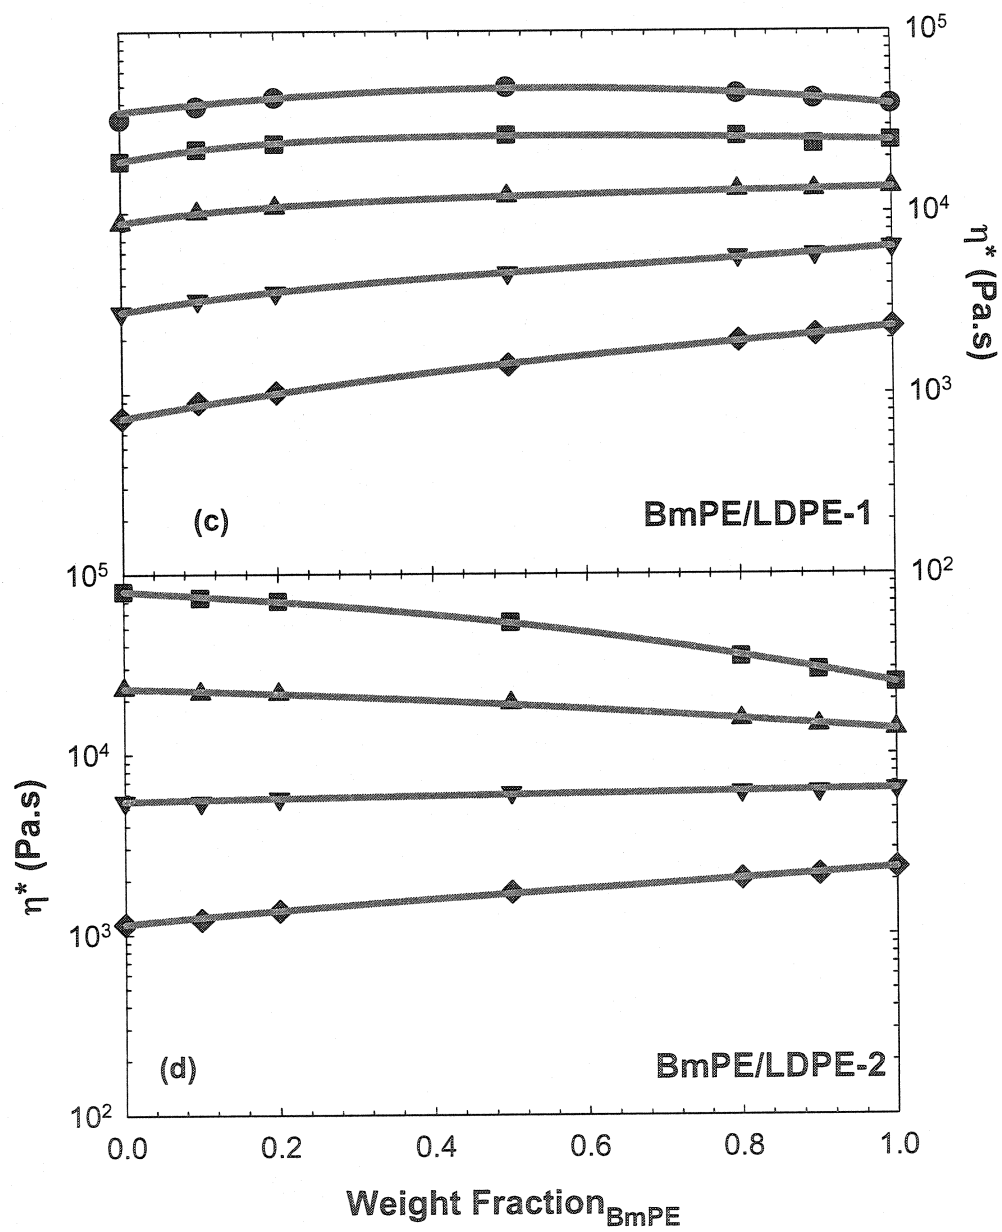 10^5
10^4
η* (Pa.s)
10^3
(c)
BmPE/LDPE-1
10^2
10^5
10^4
η* (Pa.s)
10^3
(d)
BmPE/LDPE-2
10^2
0.0 0.2 0.4 0.6 0.8 1.0
Weight Fraction_BmPE